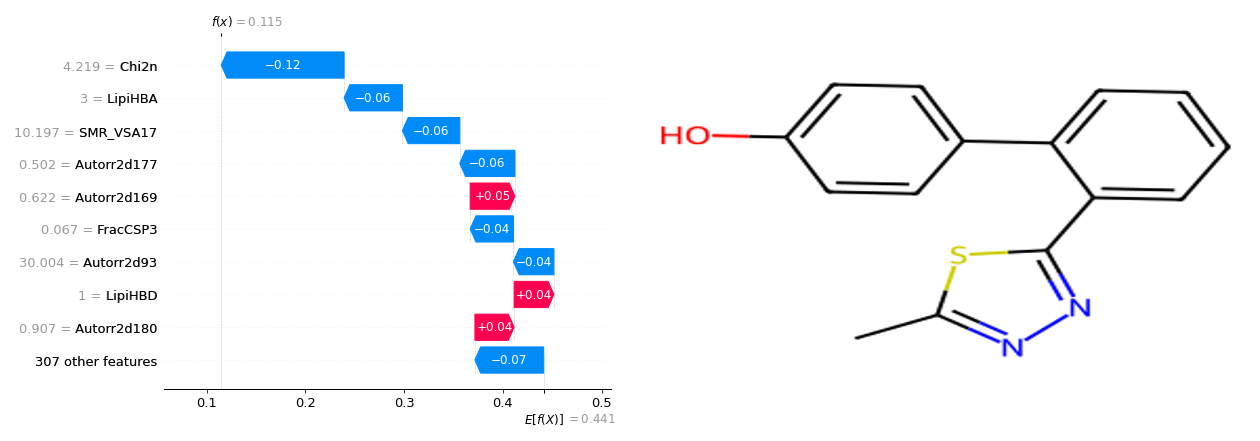 f(x) = 0.115
4.219 = Chi2n
−0.12
3 = LipiHBA
−0.06
10.197 = SMR_VSA17
−0.06
0.502 = Autorr2d177
−0.06
0.622 = Autorr2d169
+0.05
0.067 = FracCSP3
−0.04
30.004 = Autorr2d93
−0.04
1 = LipiHBD
+0.04
0.907 = Autorr2d180
+0.04
307 other features
−0.07
0.1 0.2 0.3 0.4 0.5
E[f(X)] = 0.441
HO
S
N
N